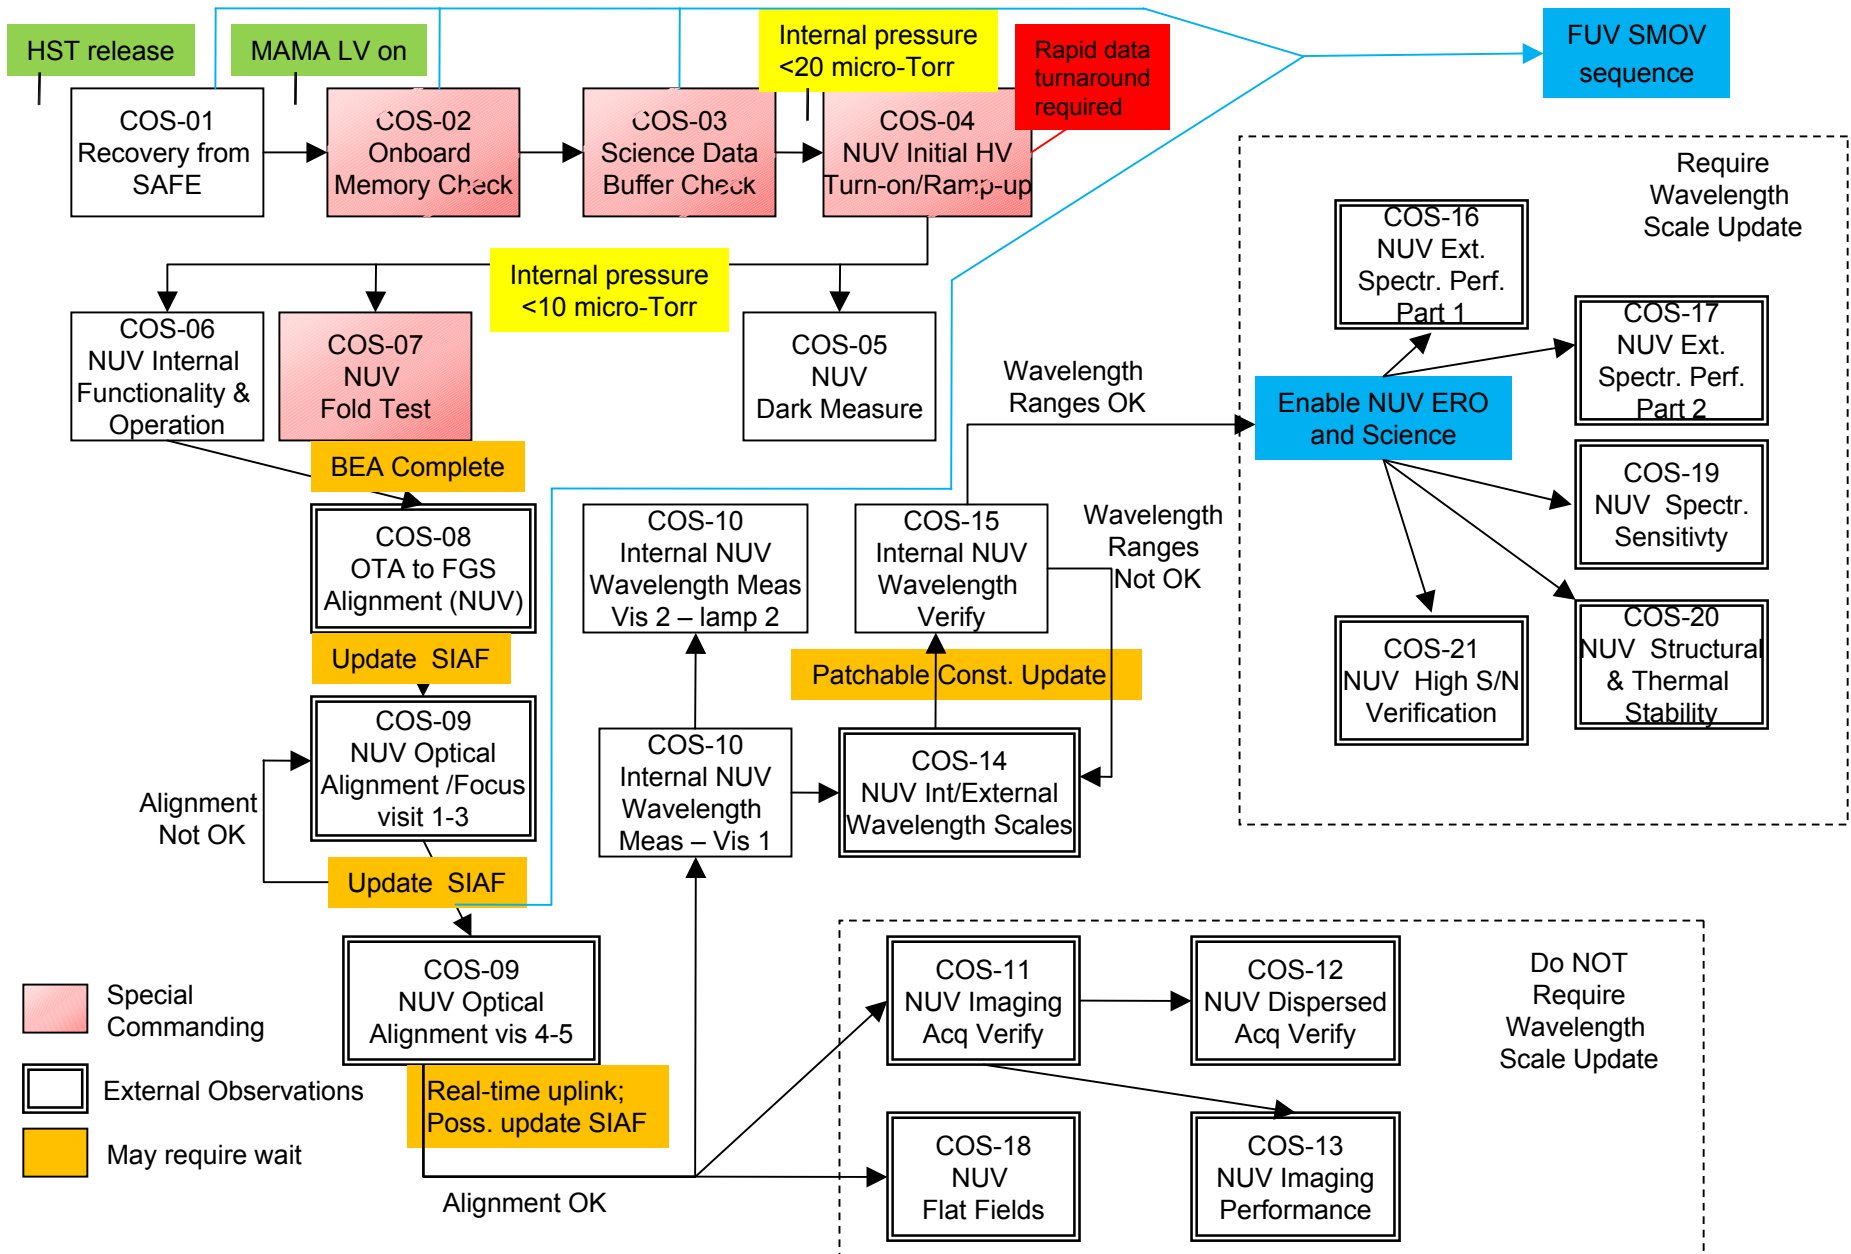 HST release
MAMA LV on
Internal pressure
<20 micro-Torr
Rapid data
turnaround
required
FUV SMOV
sequence
COS-01
Recovery from
SAFE
COS-02
Onboard
Memory Check
COS-03
Science Data
Buffer Check
COS-04
NUV Initial HV
Turn-on/Ramp-up
Internal pressure
<10 micro-Torr
COS-06
NUV Internal
Functionality &
Operation
COS-07
NUV
Fold Test
COS-05
NUV
Dark Measure
BEA Complete
COS-08
OTA to FGS
Alignment (NUV)
Update  SIAF
COS-09
NUV Optical
Alignment /Focus
visit 1-3
Alignment
Not OK
Update  SIAF
COS-09
NUV Optical
Alignment vis 4-5
Real-time uplink;
Poss. update SIAF
Alignment OK
COS-10
Internal NUV
Wavelength Meas
Vis 2 – lamp 2
COS-10
Internal NUV
Wavelength
Meas – Vis 1
COS-15
Internal NUV
Wavelength
Verify
Patchable Const. Update
COS-14
NUV Int/External
Wavelength Scales
Wavelength
Ranges OK
Wavelength
Ranges
Not OK
Require
Wavelength
Scale Update
COS-16
NUV Ext.
Spectr. Perf.
Part 1
COS-17
NUV Ext.
Spectr. Perf.
Part 2
Enable NUV ERO
and Science
COS-19
NUV  Spectr.
Sensitivty
COS-20
NUV  Structural
& Thermal
Stability
COS-21
NUV  High S/N
Verification
COS-11
NUV Imaging
Acq Verify
COS-12
NUV Dispersed
Acq Verify
Do NOT
Require
Wavelength
Scale Update
COS-18
NUV
Flat Fields
COS-13
NUV Imaging
Performance
Special
Commanding
External Observations
May require wait